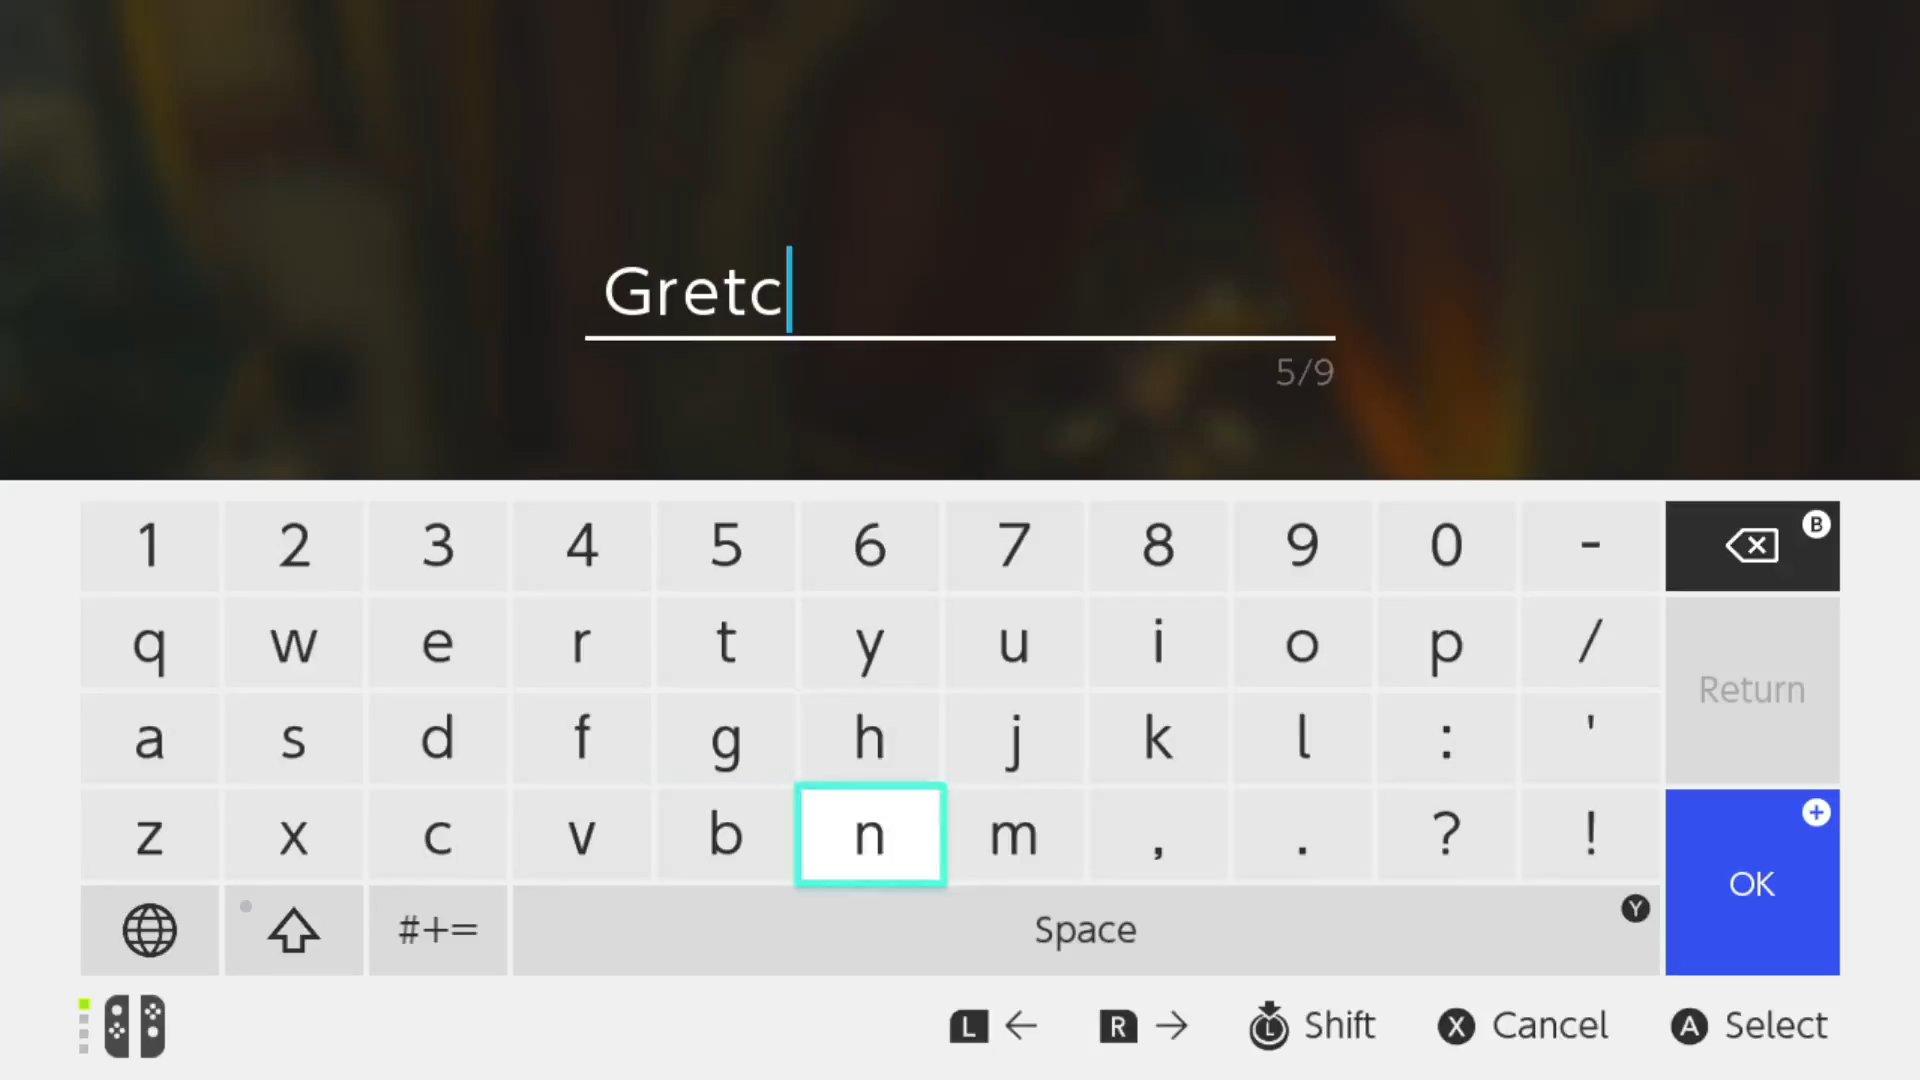 Gretc
5/9
1 2 3 4 5 6 7 8 9 0 - B
q w e r t y u i o p /
Return
a s d f g h j k l : '
z x c v b n m , . ? ! +
OK
#+= Space Y
L ← R → L Shift X Cancel A Select